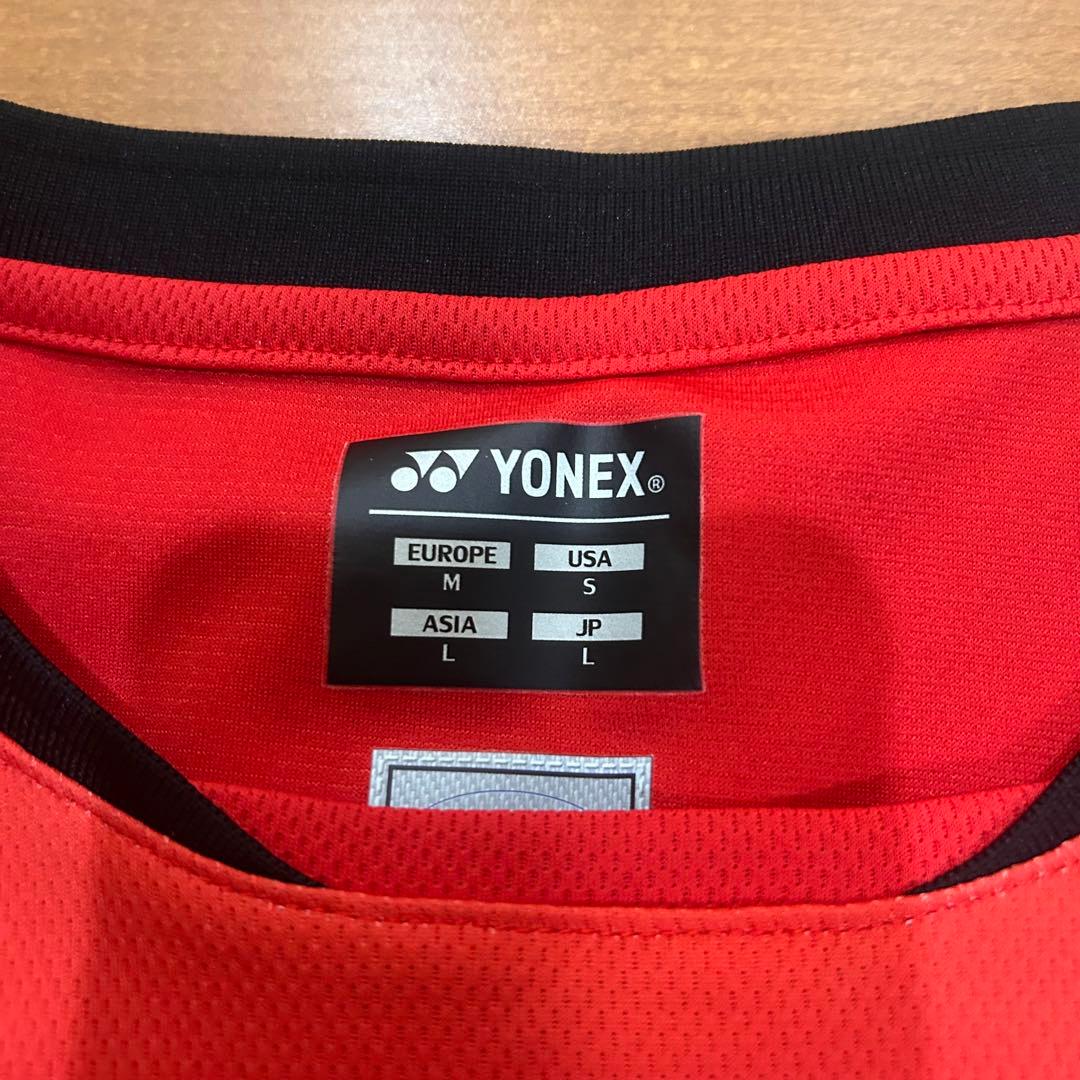 YONEX®
EUROPE USA
M S
ASIA JP
L L